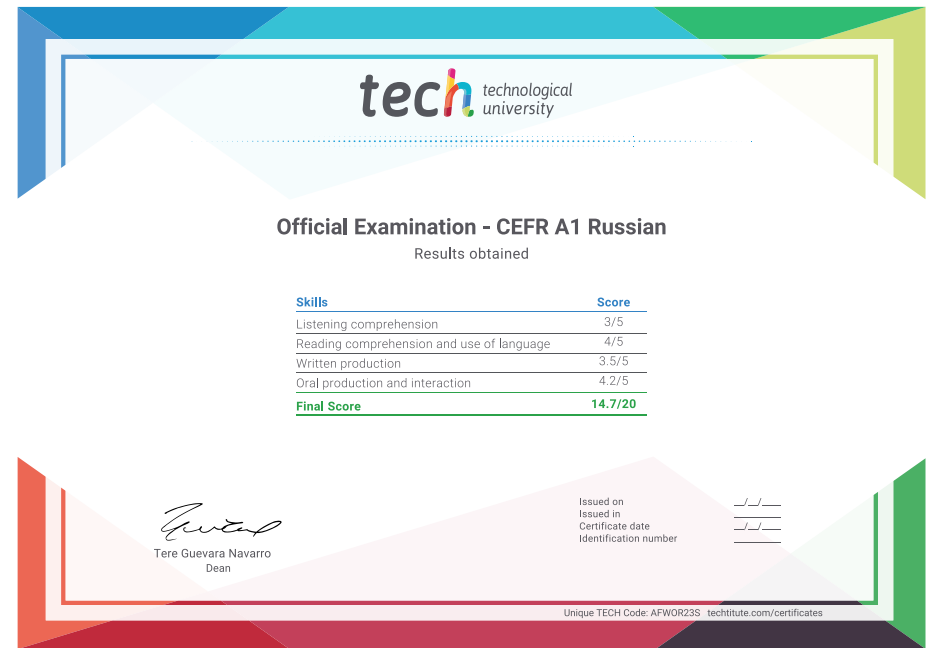 tech technological
university
Official Examination - CEFR A1 Russian
Results obtained
Skills Score
Listening comprehension 3/5
Reading comprehension and use of language 4/5
Written production 3.5/5
Oral production and interaction 4.2/5
Final Score 14.7/20
Tere Guevara Navarro
Dean
Issued on __/__/____
Issued in ________
Certificate date __/__/____
Identification number ________
Unique TECH Code: AFWOR23S techtitute.com/certificates